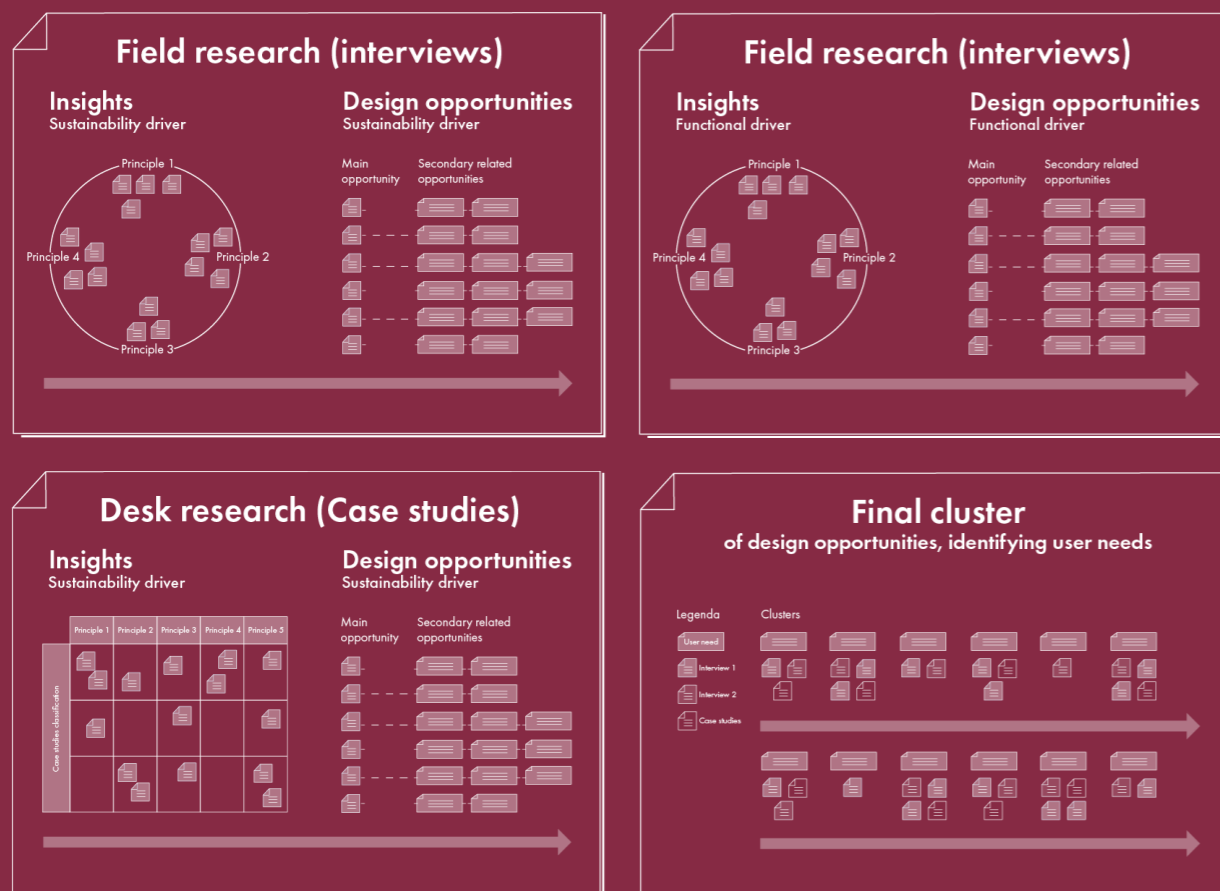 Field research (interviews)
Insights
Sustainability driver
Design opportunities
Sustainability driver
Main
opportunity
Secondary related
opportunities
Principle 1
Principle 4
Principle 2
Principle 3
Field research (interviews)
Insights
Functional driver
Design opportunities
Functional driver
Main
opportunity
Secondary related
opportunities
Principle 1
Principle 4
Principle 2
Principle 3
Desk research (Case studies)
Insights
Sustainability driver
Design opportunities
Sustainability driver
Principle 1
Principle 2
Principle 3
Principle 4
Principle 5
Case studies classification
Main
opportunity
Secondary related
opportunities
Final cluster
of design opportunities, identifying user needs
Legenda
Clusters
User need
Interview 1
Interview 2
Case studies